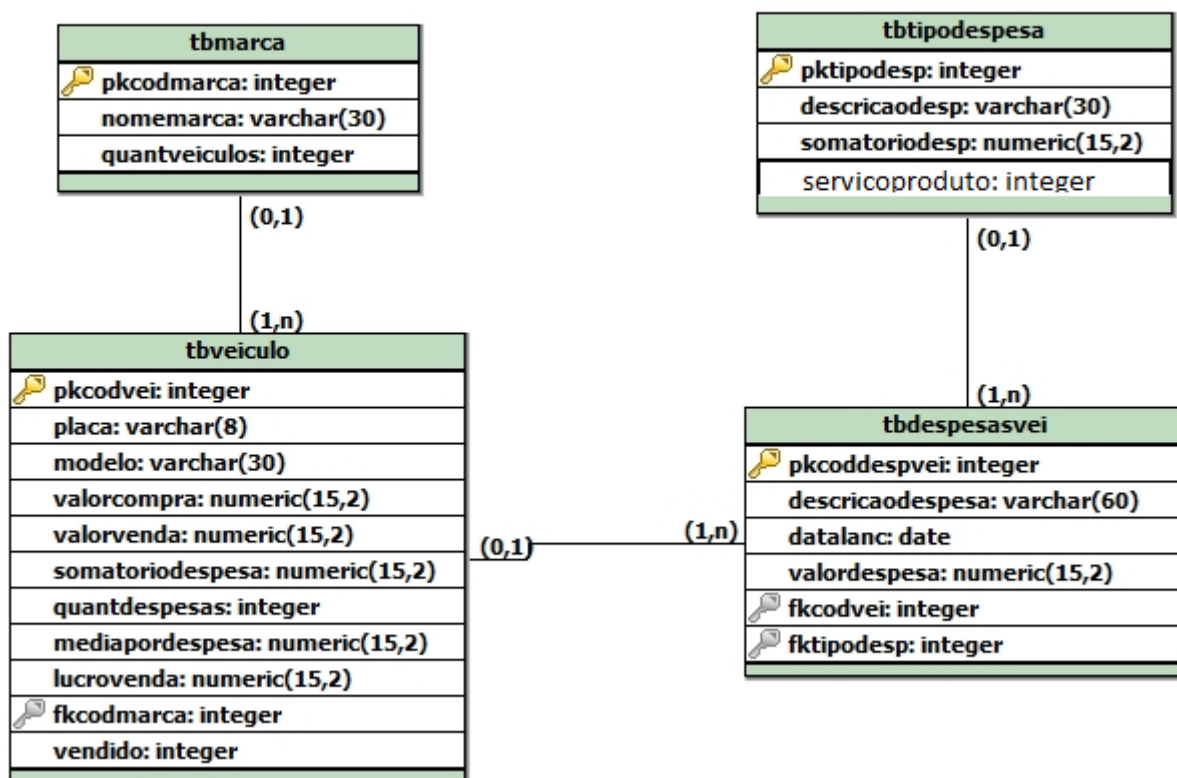 tbmarca
pkcodmarca: integer
nomemarca: varchar(30)
quantveiculos: integer
(0,1)
(1,n)
tbtipodespesa
pktipodesp: integer
descricaodesp: varchar(30)
somatoriodesp: numeric(15,2)
servicoproduto: integer
(0,1)
(1,n)
tbveiculo
pkcodvei: integer
placa: varchar(8)
modelo: varchar(30)
valorcompra: numeric(15,2)
valorvenda: numeric(15,2)
somatoriodespesa: numeric(15,2)
quantdespesas: integer
mediapordespesa: numeric(15,2)
lucrovenda: numeric(15,2)
fkcodmarca: integer
vendido: integer
(0,1)
(1,n)
tbdespesasvei
pkcoddespvei: integer
descricaodespesa: varchar(60)
datalanc: date
valordespesa: numeric(15,2)
fkcodvei: integer
fktipodesp: integer